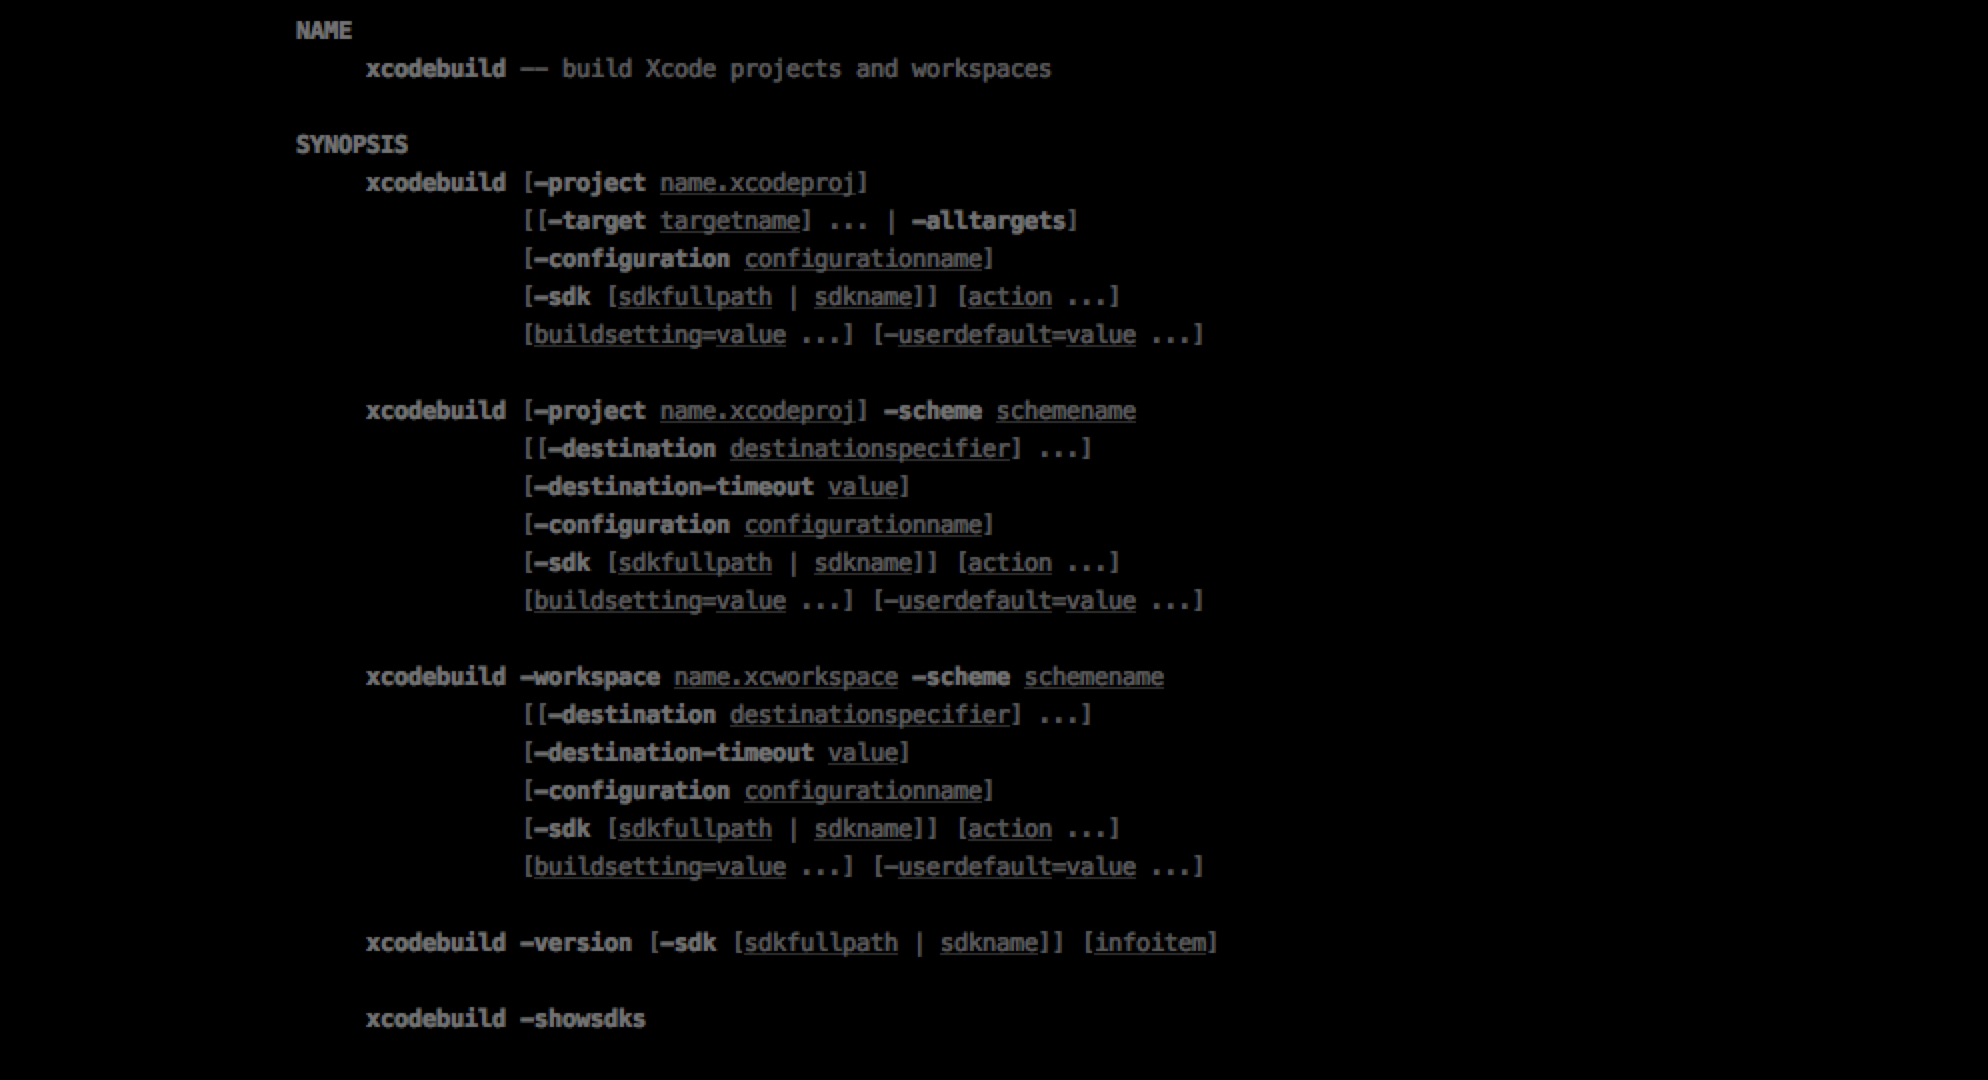 NAME
xcodebuild –– build Xcode projects and workspaces
SYNOPSIS
xcodebuild [–project name.xcodeproj]
[[–target targetname] ... | –alltargets]
[–configuration configurationname]
[–sdk [sdkfullpath | sdkname]] [action ...]
[buildsetting=value ...] [–userdefault=value ...]
xcodebuild [–project name.xcodeproj] –scheme schemename
[[–destination destinationspecifier] ...]
[–destination–timeout value]
[–configuration configurationname]
[–sdk [sdkfullpath | sdkname]] [action ...]
[buildsetting=value ...] [–userdefault=value ...]
xcodebuild –workspace name.xcworkspace –scheme schemename
[[–destination destinationspecifier] ...]
[–destination–timeout value]
[–configuration configurationname]
[–sdk [sdkfullpath | sdkname]] [action ...]
[buildsetting=value ...] [–userdefault=value ...]
xcodebuild –version [–sdk [sdkfullpath | sdkname]] [infoitem]
xcodebuild –showsdks